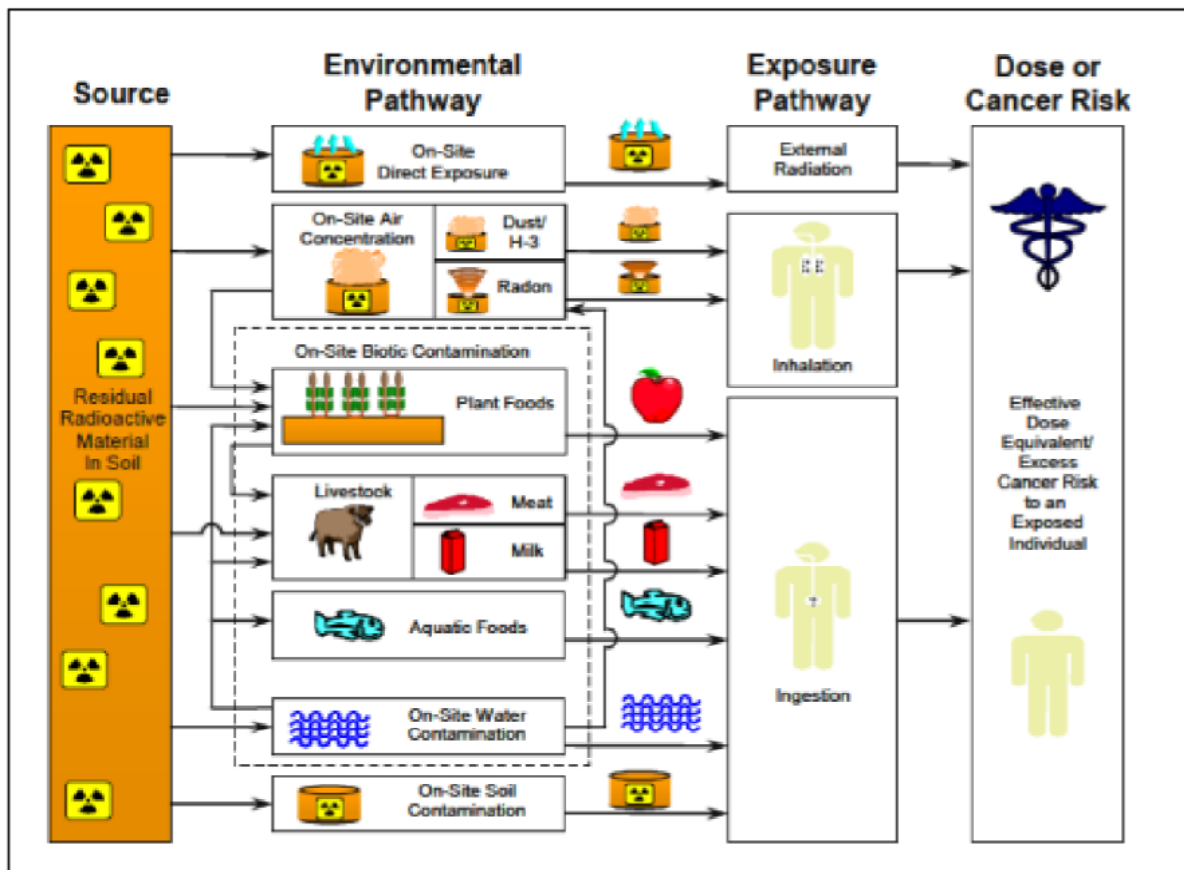 Source
Environmental
Pathway
Exposure
Pathway
Dose or
Cancer Risk
Residual
Radioactive
Material
In Soil
On-Site
Direct Exposure
On-Site Air
Concentration
Dust/
H-3
Radon
On-Site Biotic Contamination
Plant Foods
Livestock
Meat
Milk
Aquatic Foods
On-Site Water
Contamination
On-Site Soil
Contamination
External
Radiation
Inhalation
Ingestion
Effective
Dose
Equivalent/
Excess
Cancer Risk
to an
Exposed
Individual